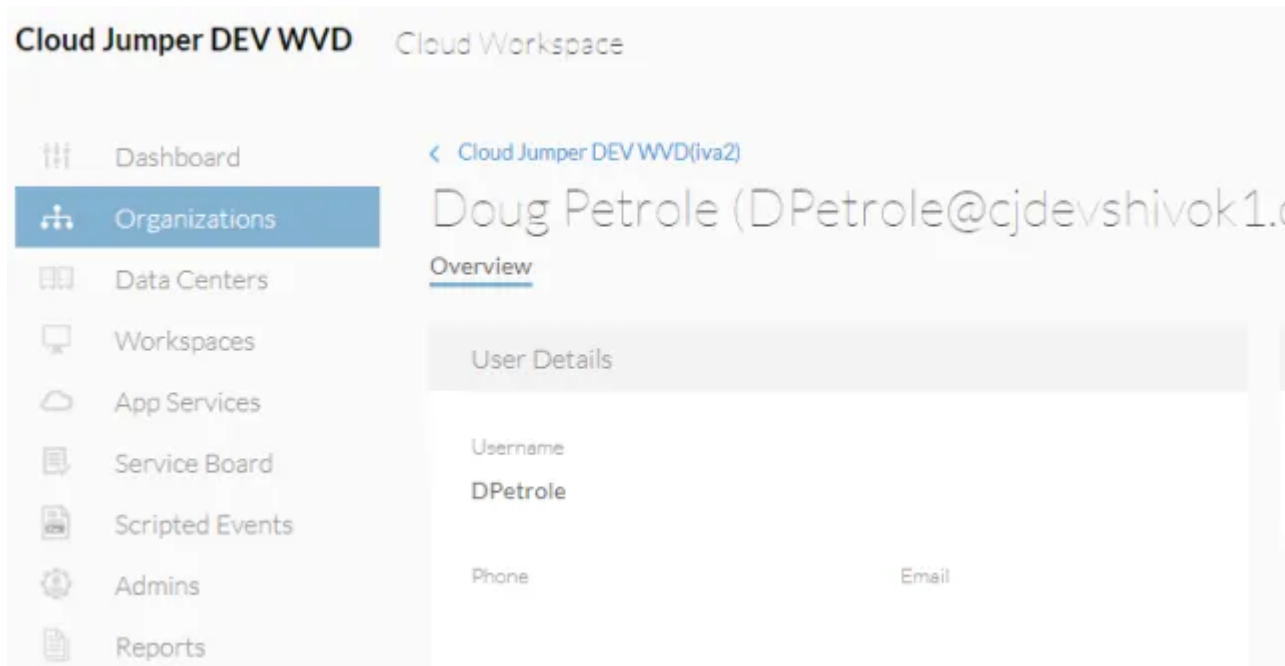 Cloud Jumper DEV WVD Cloud Workspace
Dashboard
Organizations
Data Centers
Workspaces
App Services
Service Board
Scripted Events
Admins
Reports
< Cloud Jumper DEV WVD(iva2)
Doug Petrole (DPetrole@cjdevshivok1.
Overview
User Details
Username
DPetrole
Phone Email